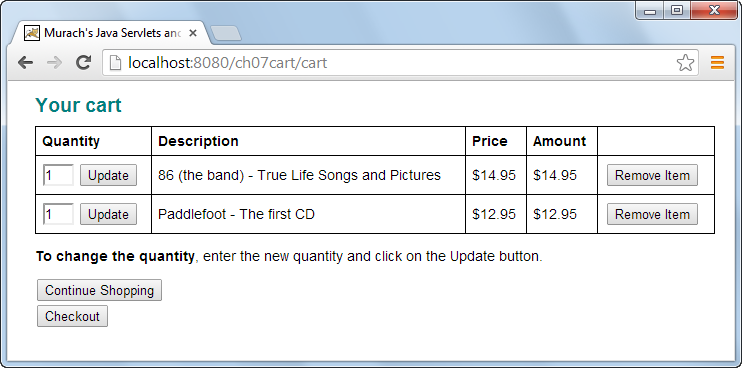 Murach's Java Servlets and
localhost:8080/ch07cart/cart
Your cart
Quantity Description Price Amount
1 Update 86 (the band) - True Life Songs and Pictures $14.95 $14.95 Remove Item
1 Update Paddlefoot - The first CD $12.95 $12.95 Remove Item
To change the quantity, enter the new quantity and click on the Update button.
Continue Shopping
Checkout